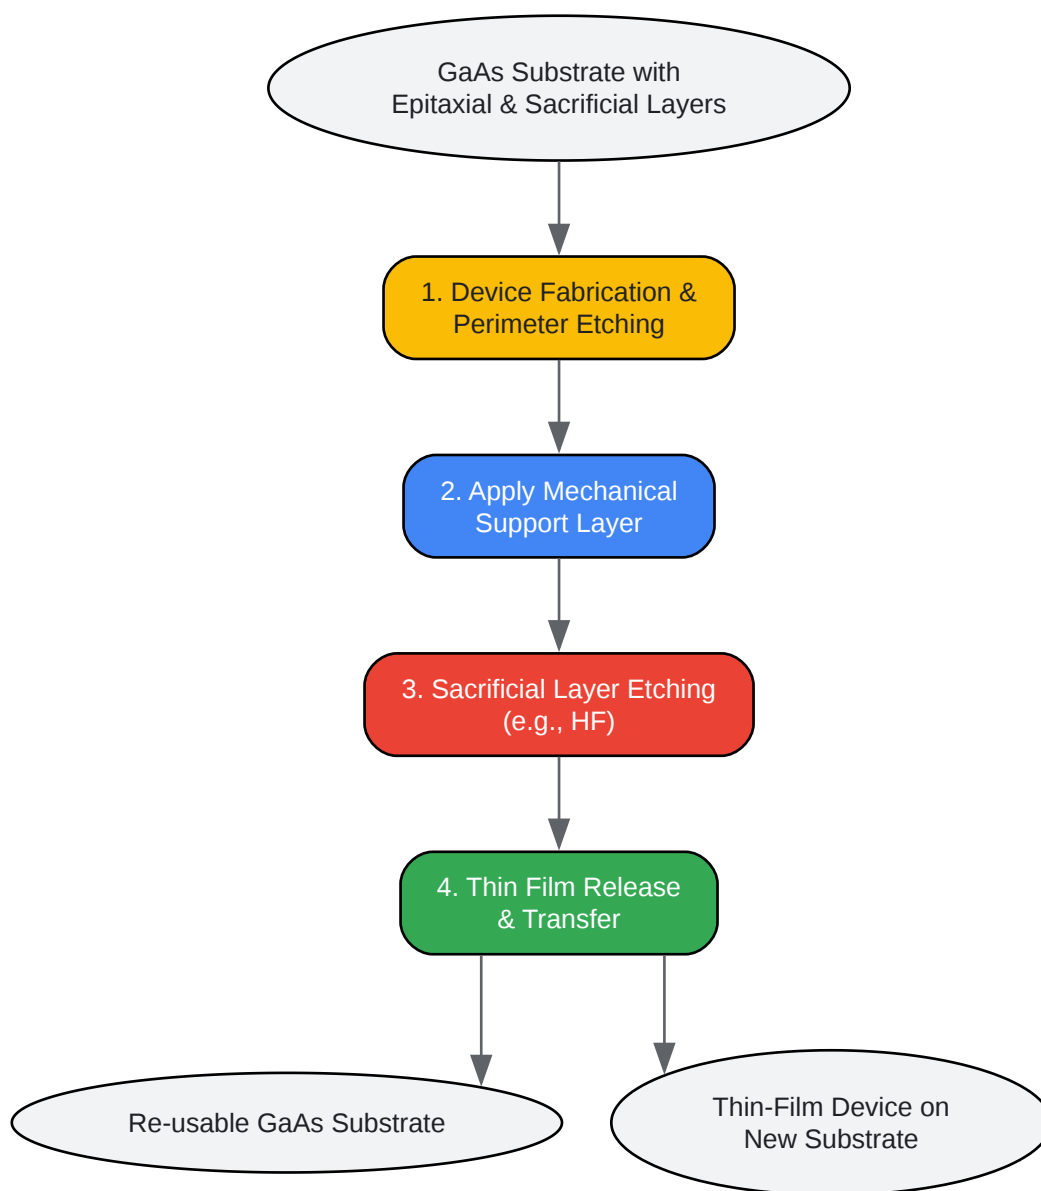 GaAs Substrate with
Epitaxial & Sacrificial Layers
1. Device Fabrication &
Perimeter Etching
2. Apply Mechanical
Support Layer
3. Sacrificial Layer Etching
(e.g., HF)
4. Thin Film Release
& Transfer
Re-usable GaAs Substrate
Thin-Film Device on
New Substrate